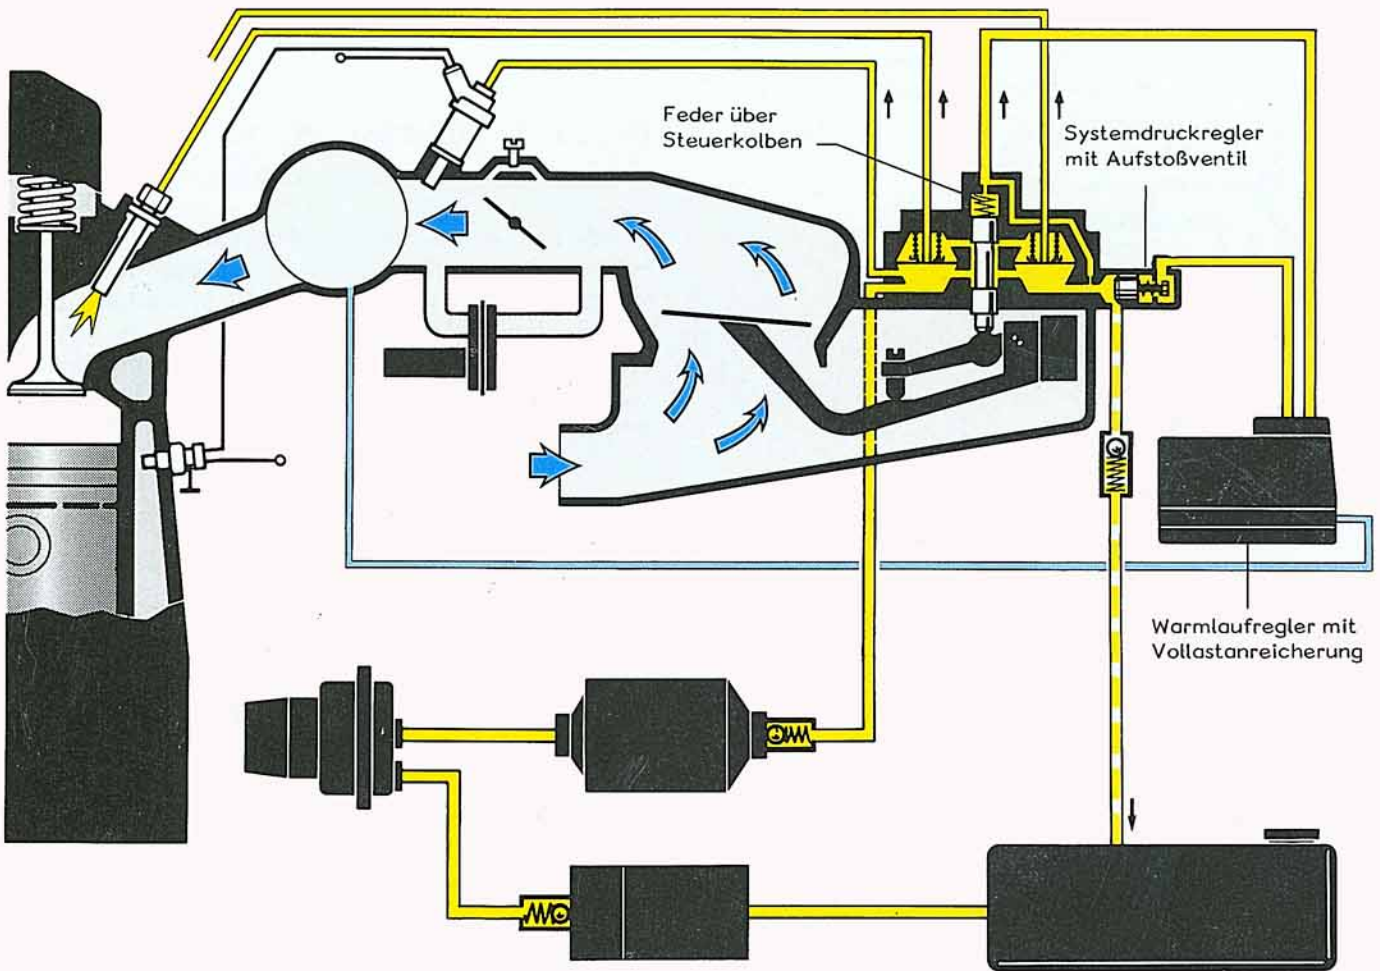 Feder über
Steuerkolben
Systemdruckregler
mit Aufstoßventil
Warmlaufregler mit
Vollastanreicherung